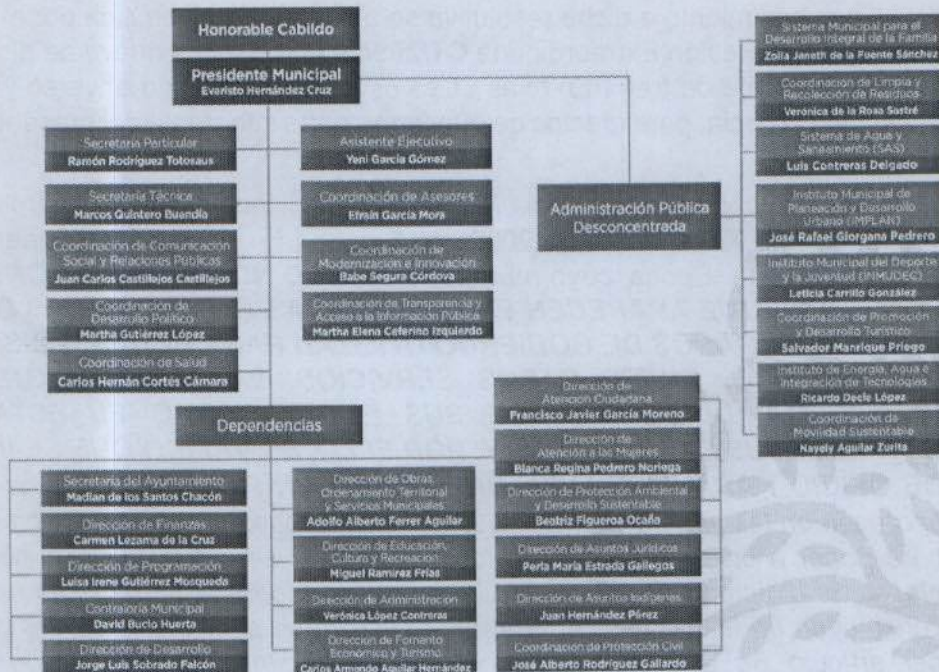 Honorable Cabildo
Presidente Municipal
Evaristo Hernández Cruz
Secretaría Particular
Ramón Rodríguez Totosaus
Asistente Ejecutivo
Yeni García Gómez
Secretaría Técnica
Marcos Quintero Buendía
Coordinación de Asesores
Efraín García Mora
Coordinación de Comunicación
Social y Relaciones Públicas
Juan Carlos Castillejos Castillejos
Coordinación de
Modernización e Innovación
Babe Segura Córdova
Coordinación de
Desarrollo Político
Martha Gutiérrez López
Coordinación de Transparencia y
Acceso a la Información Pública
Martha Elena Ceferino Izquierdo
Coordinación de Salud
Carlos Hernán Cortés Cámara
Administración Pública
Desconcentrada
Sistema Municipal para el
Desarrollo Integral de la Familia
Zoila Janeth de la Fuente Sánchez
Coordinación de Limpia y
Recolección de Residuos
Verónica de la Rosa Sastré
Sistema de Agua y
Saneamiento (SAS)
Luis Contreras Delgado
Instituto Municipal de
Planeación y Desarrollo
Urbano (IMPLAN)
José Rafael Giorgana Pedrero
Instituto Municipal del Deporte
y la Juventud (INMUDEC)
Leticia Carrillo González
Coordinación de Promoción
y Desarrollo Turístico
Salvador Manrique Priego
Instituto de Energía, Agua e
Integración de Tecnologías
Ricardo Decle López
Coordinación de
Movilidad Sustentable
Nayely Aguilar Zurita
Dependencias
Secretaría del Ayuntamiento
Madian de los Santos Chacón
Dirección de Finanzas
Carmen Lezama de la Cruz
Dirección de Programación
Luisa Irene Gutiérrez Mosqueda
Contraloría Municipal
David Bucio Huerta
Dirección de Desarrollo
Jorge Luis Sobrado Falcón
Dirección de Obras,
Ordenamiento Territorial
y Servicios Municipales
Adolfo Alberto Ferrer Aguilar
Dirección de Educación,
Cultura y Recreación
Miguel Ramírez Frías
Dirección de Administración
Verónica López Contreras
Dirección de Fomento
Económico y Turismo
Carlos Armando Aguilar Hernández
Dirección de
Atención Ciudadana
Francisco Javier García Moreno
Dirección de
Atención a las Mujeres
Blanca Regina Pedrero Noriega
Dirección de Protección Ambiental
y Desarrollo Sustentable
Beatriz Figueroa Ocaña
Dirección de Asuntos Jurídicos
Perla María Estrada Gallegos
Dirección de Asuntos Indígenas
Juan Hernández Pérez
Coordinación de Protección Civil
José Alberto Rodríguez Gallardo